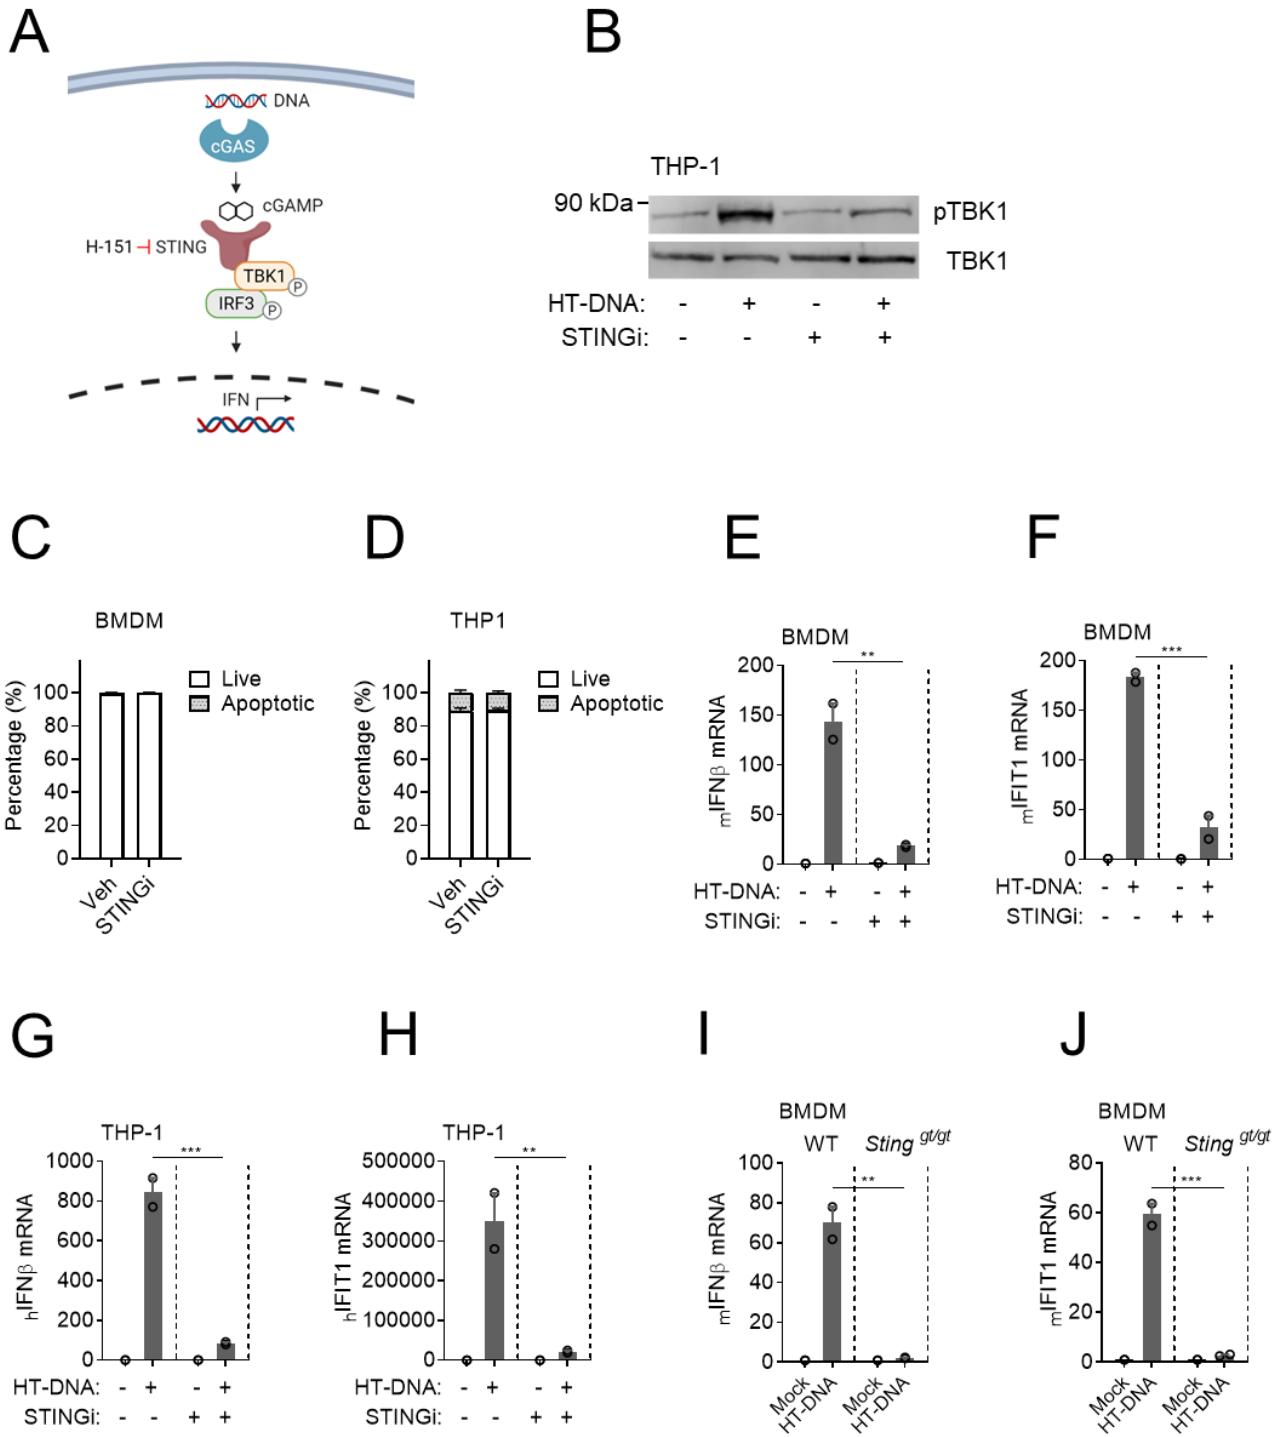 A
DNA
cGAS
cGAMP
H-151 STING
TBK1
P
IRF3
P
IFN
B
THP-1
90 kDa
pTBK1
TBK1
HT-DNA: - + - +
STINGi: - - + +
C
BMDM
Percentage (%)
100
80
60
40
20
0
Veh
STINGi
Live
Apoptotic
D
THP1
Percentage (%)
100
80
60
40
20
0
Veh
STINGi
Live
Apoptotic
E
BMDM
**
mIFNβ mRNA
200
150
100
50
0
HT-DNA: - + - +
STINGi: - - + +
F
BMDM
***
mIFIT1 mRNA
200
150
100
50
0
HT-DNA: - + - +
STINGi: - - + +
G
THP-1
***
hIFNβ mRNA
1000
800
600
400
200
0
HT-DNA: - + - +
STINGi: - - + +
H
THP-1
**
hIFIT1 mRNA
500000
400000
300000
200000
100000
0
HT-DNA: - + - +
STINGi: - - + +
I
BMDM
WT Sting gt/gt
**
mIFNβ mRNA
100
80
60
40
20
0
Mock
HT-DNA
Mock
HT-DNA
J
BMDM
WT Sting gt/gt
***
mIFIT1 mRNA
80
60
40
20
0
Mock
HT-DNA
Mock
HT-DNA